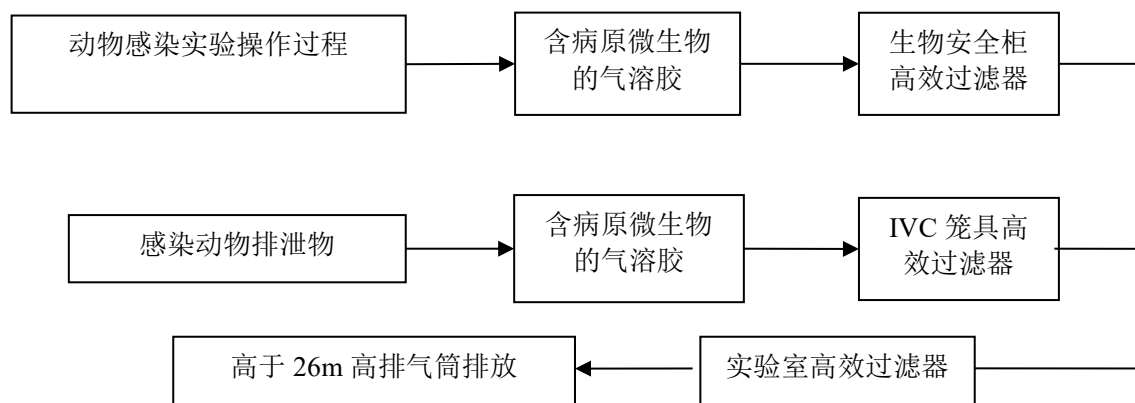 动物感染实验操作过程
含病原微生物
的气溶胶
生物安全柜
高效过滤器
感染动物排泄物
含病原微生物
的气溶胶
IVC 笼具高
效过滤器
高于 26m 高排气筒排放
实验室高效过滤器